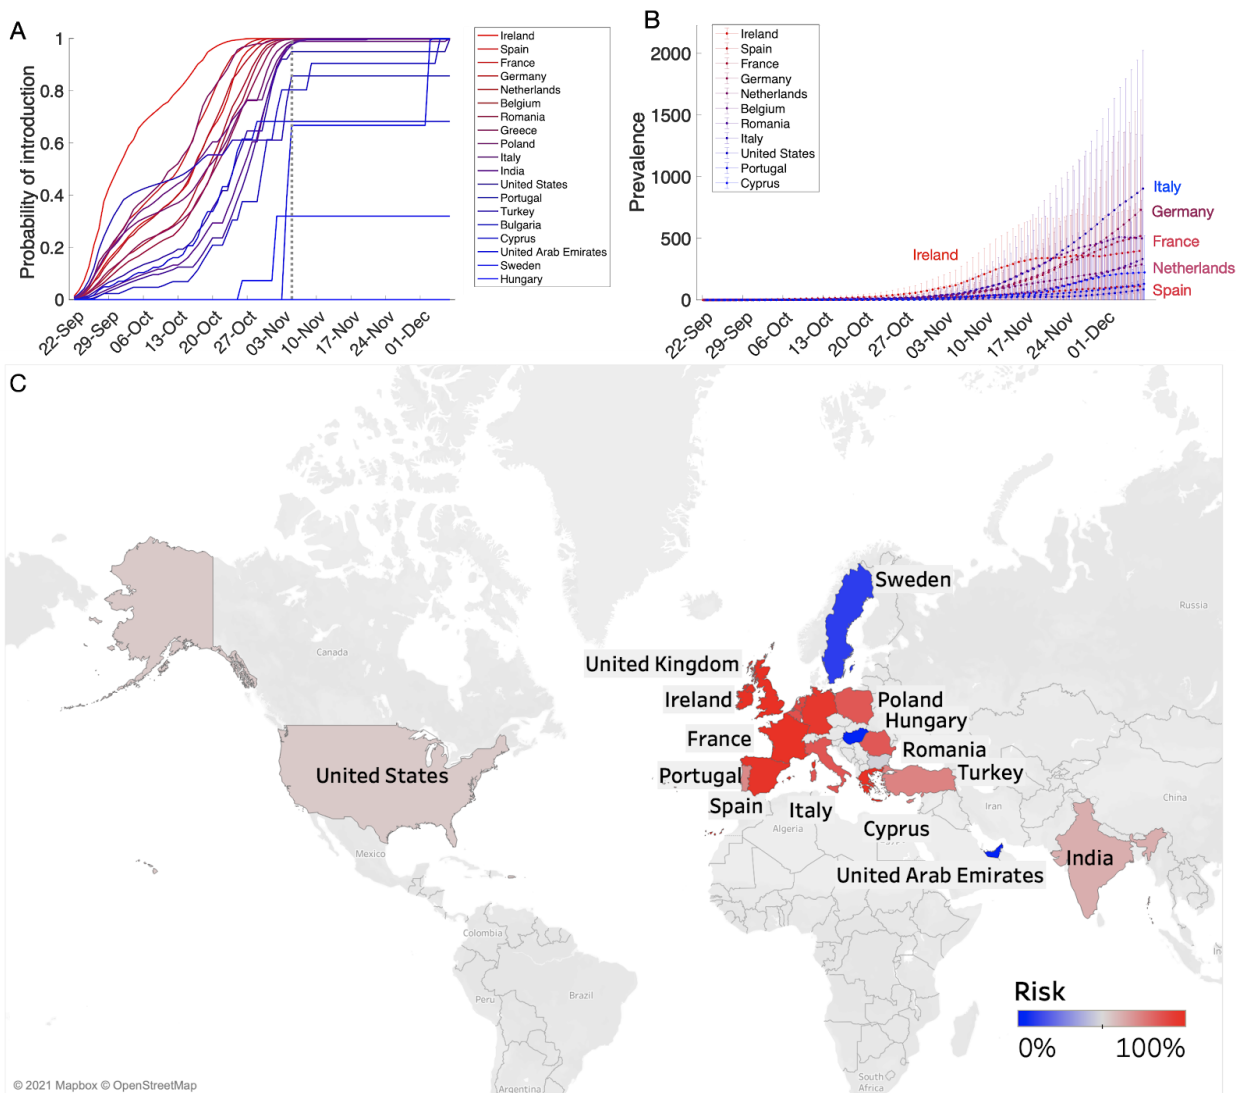 A
Probability of introduction
1
0.8
0.6
0.4
0.2
0
22-Sep
29-Sep
06-Oct
13-Oct
20-Oct
27-Oct
03-Nov
10-Nov
17-Nov
24-Nov
01-Dec
Ireland
Spain
France
Germany
Netherlands
Belgium
Romania
Greece
Poland
Italy
India
United States
Portugal
Turkey
Bulgaria
Cyprus
United Arab Emirates
Sweden
Hungary
B
Prevalence
2000
1500
1000
500
0
22-Sep
29-Sep
06-Oct
13-Oct
20-Oct
27-Oct
03-Nov
10-Nov
17-Nov
24-Nov
01-Dec
Ireland
Spain
France
Germany
Netherlands
Belgium
Romania
Italy
United States
Portugal
Cyprus
Ireland
Italy
Germany
France
Netherlands
Spain
C
Russia
Sweden
Canada
United Kingdom
Ireland
Poland
Hungary
France
Romania
United States
Portugal
Turkey
Spain
Italy
Iran
China
Cyprus
Algeria
Mexico
India
United Arab Emirates
Colombia
In
Peru
Brazil
Risk
0%
100%
South
Africa
Argentina
© 2021 Mapbox © OpenStreetMap